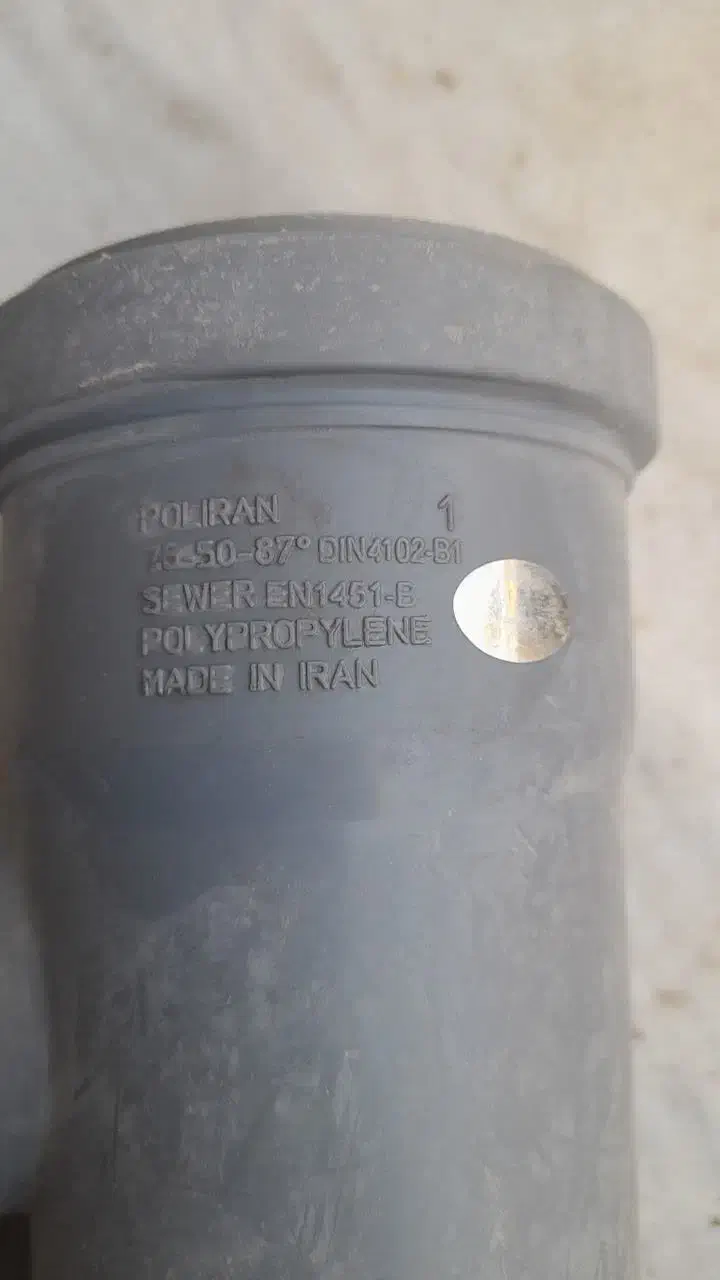 POLIRAN 1
75-50-87° DIN4102-B1
SEWER EN1451-B
POLYPROPYLENE
MADE IN IRAN